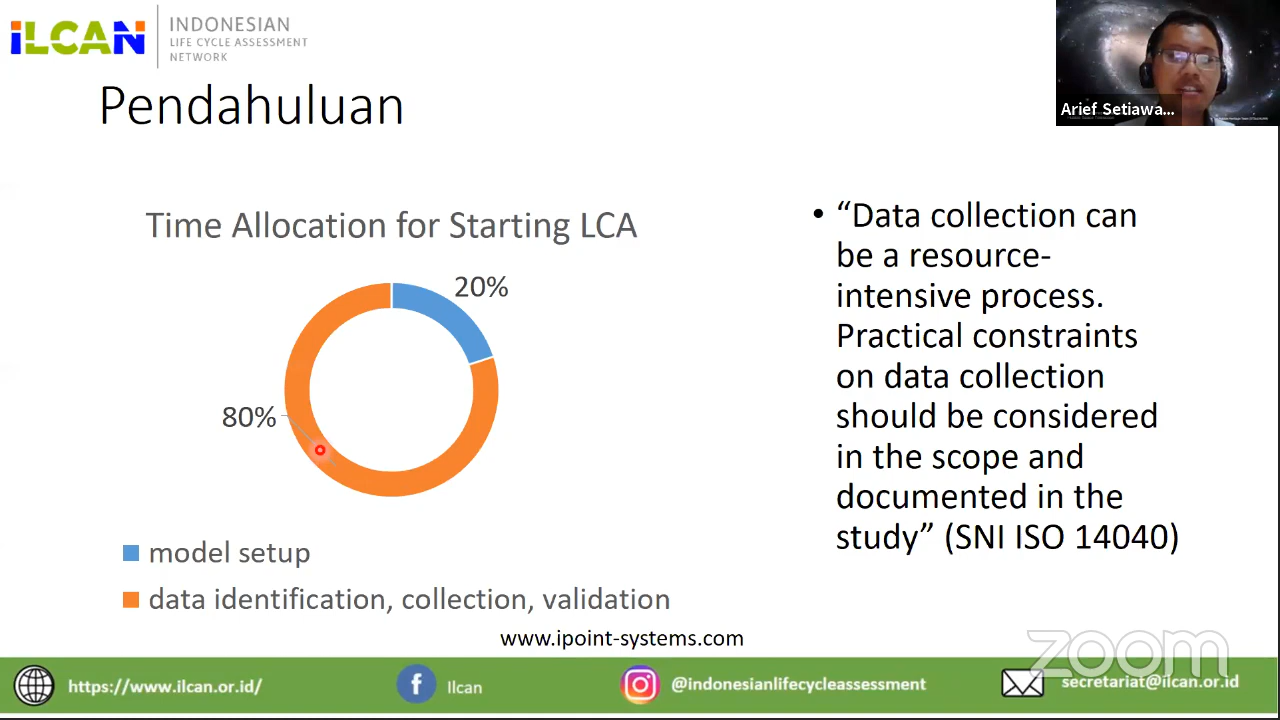 iLCAN
INDONESIAN
LIFE CYCLE ASSESSMENT
NETWORK
Arief Setiawa...
Pendahuluan
Time Allocation for Starting LCA
20%
80%
model setup
data identification, collection, validation
• “Data collection can
be a resource-
intensive process.
Practical constraints
on data collection
should be considered
in the scope and
documented in the
study” (SNI ISO 14040)
www.ipoint-systems.com
zoom
https://www.ilcan.or.id/
Ilcan
@indonesianlifecycleassessment
secretariat@ilcan.or.id